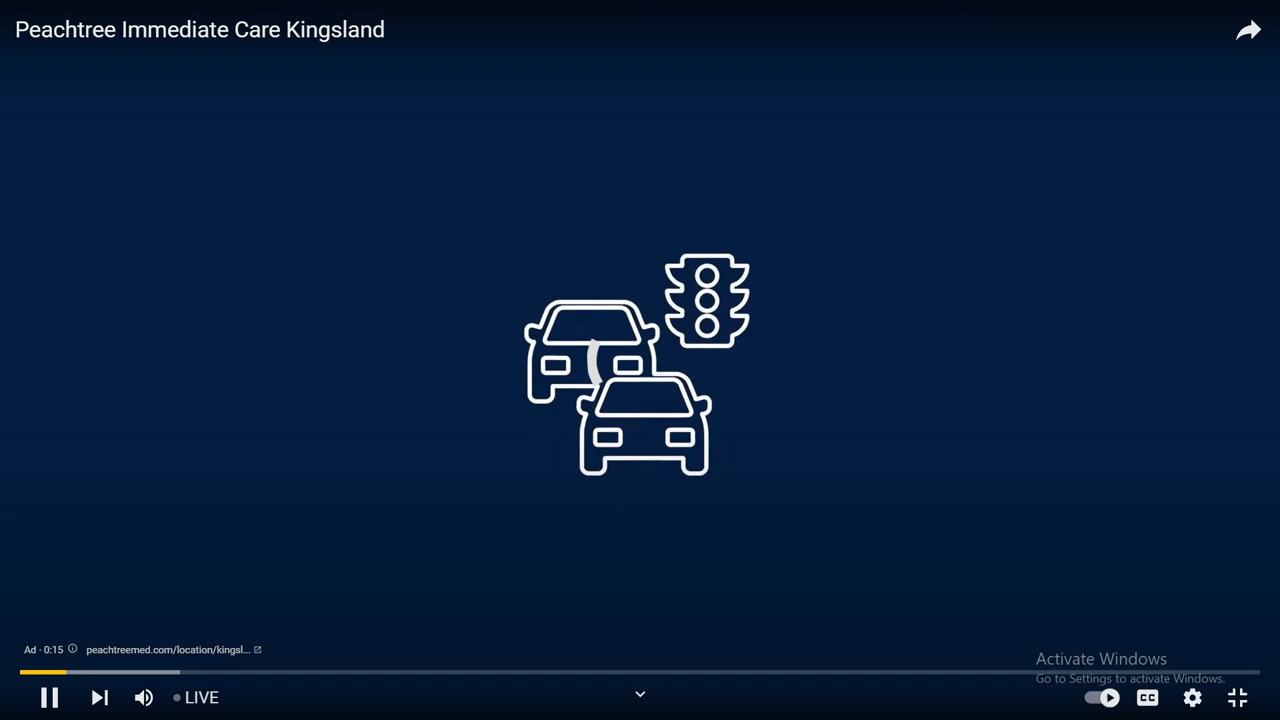 Peachtree Immediate Care Kingsland
Ad · 0:15 peachtreemed.com/location/kingsl...
Activate Windows
Go to Settings to activate Windows.
LIVE
CC